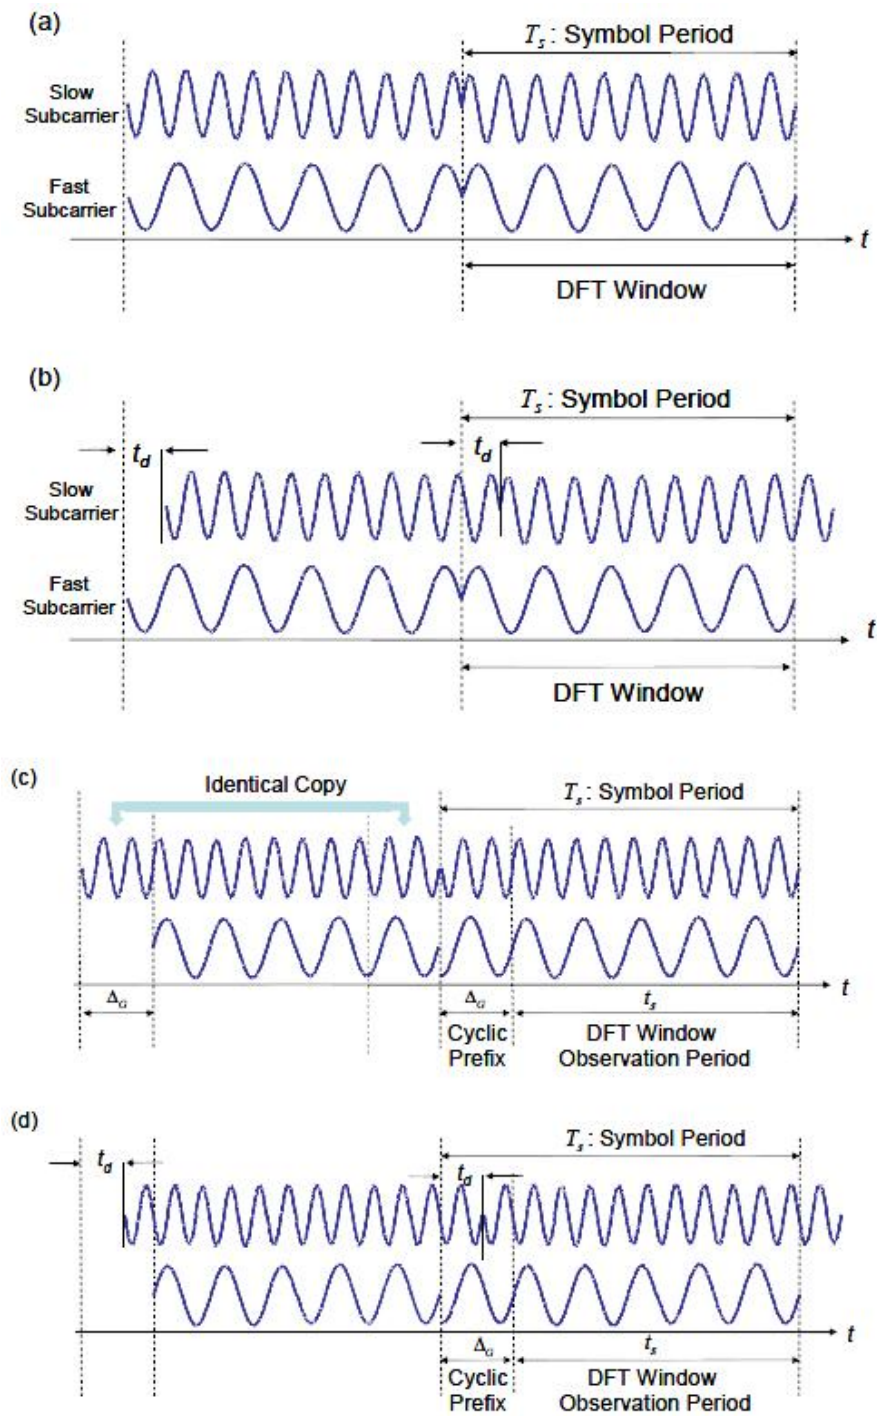 (a)
T_s : Symbol Period
Slow
Subcarrier
Fast
Subcarrier
t
DFT Window
(b)
T_s : Symbol Period
t_d
t_d
Slow
Subcarrier
Fast
Subcarrier
t
DFT Window
(c)
Identical Copy
T_s : Symbol Period
t
Δ_G
Δ_G
t_s
Cyclic
Prefix
DFT Window
Observation Period
(d)
T_s : Symbol Period
t_d
t_d
t
Δ_G
t_s
Cyclic
Prefix
DFT Window
Observation Period